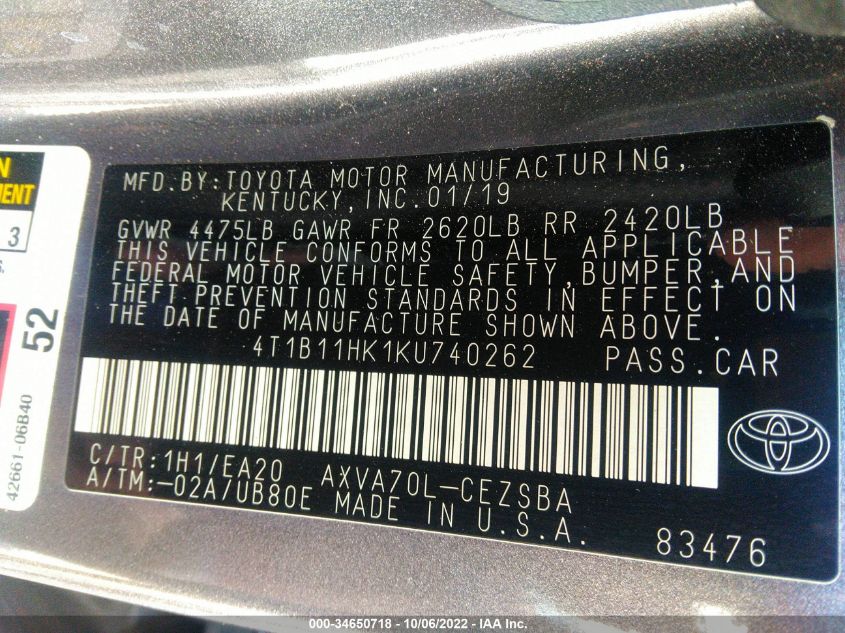 MFD.BY:TOYOTA MOTOR MANUFACTURING,
KENTUCKY,INC.01/19
GVWR 4475LB GAWR FR 2620LB RR 2420LB
THIS VEHICLE CONFORMS TO ALL APPLICABLE
FEDERAL MOTOR VEHICLE SAFETY,BUMPER,AND
THEFT PREVENTION STANDARDS IN EFFECT ON
THE DATE OF MANUFACTURE SHOWN ABOVE.
4T1B11HK1KU740262 PASS.CAR
C/TR:1H1/EA20 AXVA70L-CEZSBA
A/TM:-02A/UB80E MADE IN U.S.A.
83476
3
52
42661-06B40
000-34650718 - 10/06/2022 - IAA Inc.